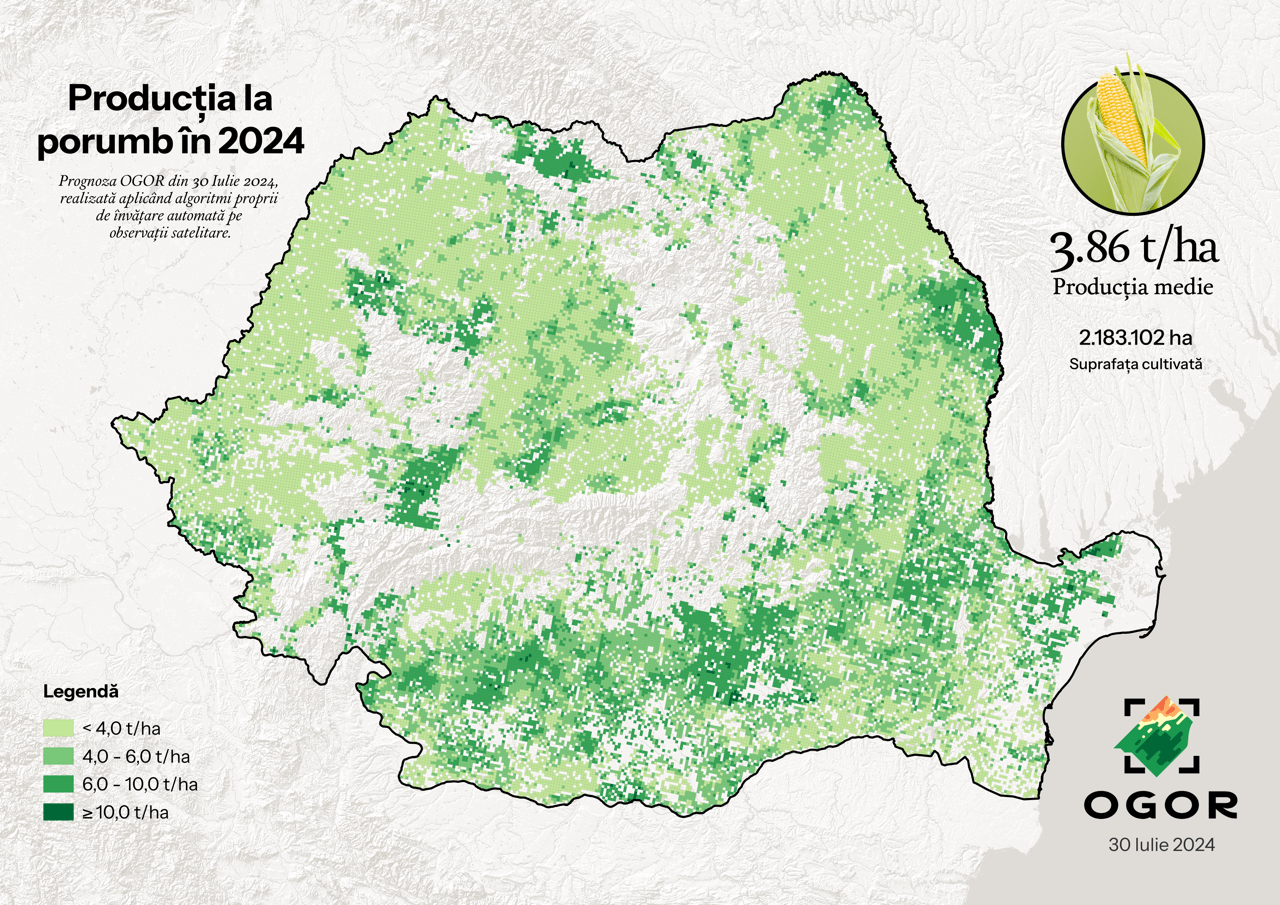 Producția la
porumb în 2024
Prognoza OGOR din 30 Iulie 2024,
realizată aplicând algoritmi proprii
de învățare automată pe
observații satelitare.
3.86 t/ha
Producția medie
2.183.102 ha
Suprafața cultivată
Legendă
< 4,0 t/ha
4,0 - 6,0 t/ha
6,0 - 10,0 t/ha
≥ 10,0 t/ha
OGOR
30 Iulie 2024